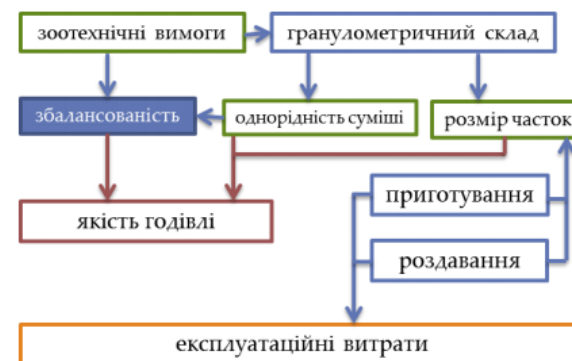 зоотехнічні вимоги
гранулометричний склад
збалансованість
однорідність суміші
розмір часток
якість годівлі
приготування
роздавання
експлуатаційні витрати